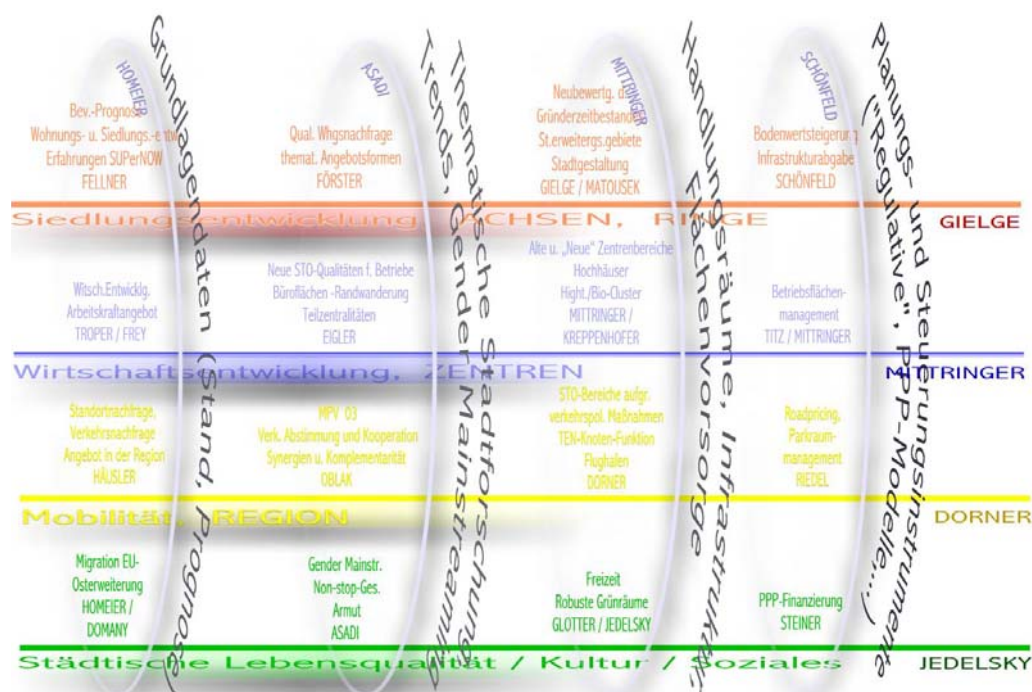 HOMEIER
Bev.-Prognose
Wohnungs- u. Siedlungs.-entw.
Erfahrungen SUPerNOW
FELLNER
ASADI
Qual. Whgsnachfrage
themat. Angebotsformen
FÖRSTER
MITTRINGER
Neubewertg. d.
Gründerzeitbestandes
St.erweitergs.gebiete
Stadtgestaltung
GIELGE / MATOUSEK
SCHÖNFELD
Bodenwertsteigerung
Infrastrukturabgabe
SCHÖNFELD
Siedlungsentwicklung, ACHSEN, RINGE
GIELGE
Witsch.Entwicklg.
Arbeitskraftangebot
TROPER / FREY
Neue STO-Qualitäten f. Betriebe
Büroflächen -Randwanderung
Teilzentralitäten
EIGLER
Alte u. „Neue" Zentrenbereiche
Hochhäuser
Hight./Bio-Cluster
MITTRINGER /
KREPPENHOFER
Betriebsflächen-
management
TITZ / MITTRINGER
Wirtschaftsentwicklung, ZENTREN
MITTRINGER
Standortnachfrage,
Verkehrsnachfrage
Angebot in der Region
HÄUSLER
MPV 03
Verk. Abstimmung und Kooperation
Synergien u. Komplementarität
OBLAK
STO-Bereiche aufgr.
verkehrspol. Maßnahmen
TEN-Knoten-Funktion
Flughafen
DORNER
Roadpricing,
Parkraum-
management
RIEDEL
Mobilität, REGION
DORNER
Migration EU-
Osterweiterung
HOMEIER /
DOMANY
Gender Mainstr.
Non-stop-Ges.
Armut
ASADI
Freizeit
Robuste Grünräume
GLOTTER / JEDELSKY
PPP-Finanzierung
STEINER
Städtische Lebensqualität / Kultur / Soziales
JEDELSKY
Grundlagendaten (Stand, Prognose)
Thematische Stadtforschung
Trends, Gender Mainstreaming
Handlungsräume, Infrastruktur,
Flächenvorsorge
Planungs- und Steuerungsinstrumente
("Regulative", PPP-Modelle,...)